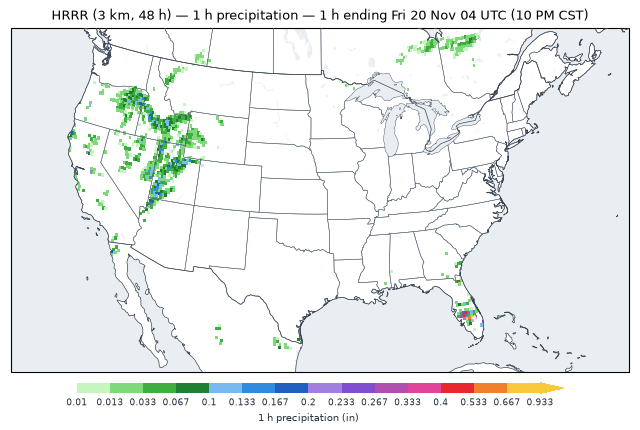 HRRR (3 km, 48 h) — 1 h precipitation — 1 h ending Fri 20 Nov 04 UTC (10 PM CST)
0.01 0.013 0.033 0.067 0.1 0.133 0.167 0.2 0.233 0.267 0.333 0.4 0.533 0.667 0.933
1 h precipitation (in)